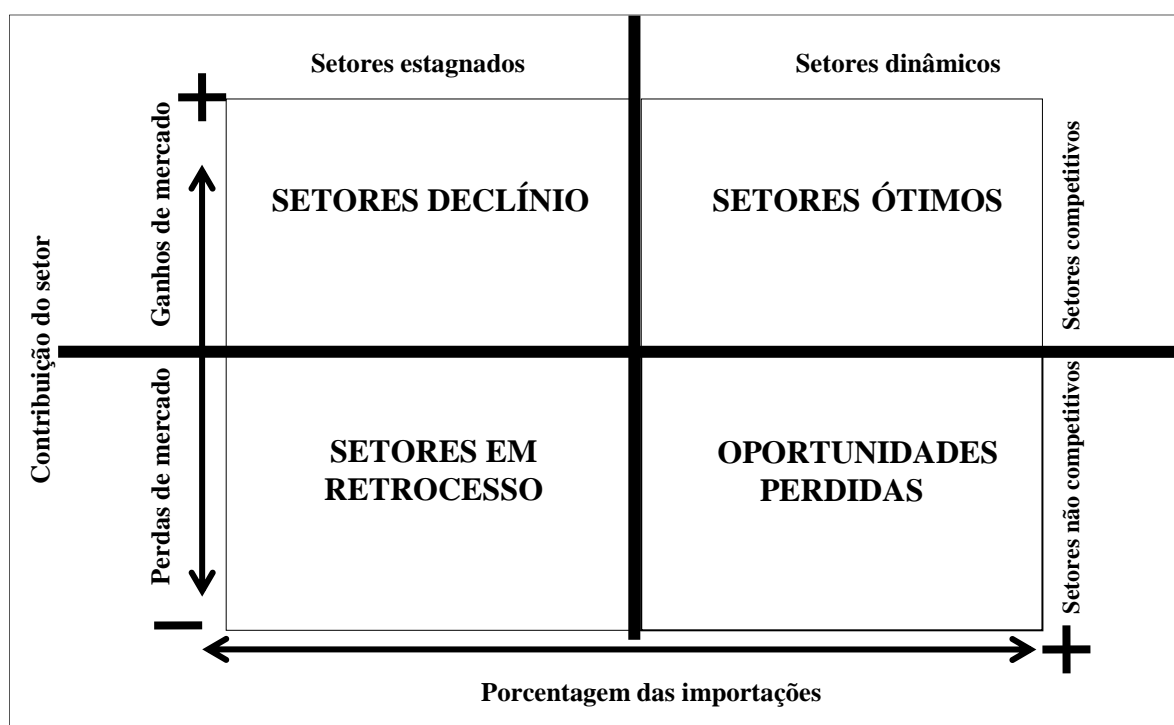 Setores estagnados
Setores dinâmicos
Contribuição do setor
Ganhos de mercado
SETORES DECLÍNIO
SETORES ÓTIMOS
Setores competitivos
Perdas de mercado
SETORES EM
RETROCESSO
OPORTUNIDADES
PERDIDAS
Setores não competitivos
Porcentagem das importações